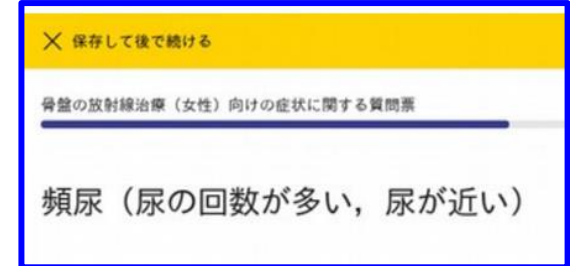 ✕ 保存して後で続ける
骨盤の放射線治療（女性）向けの症状に関する質問票
頻尿（尿の回数が多い，尿が近い）